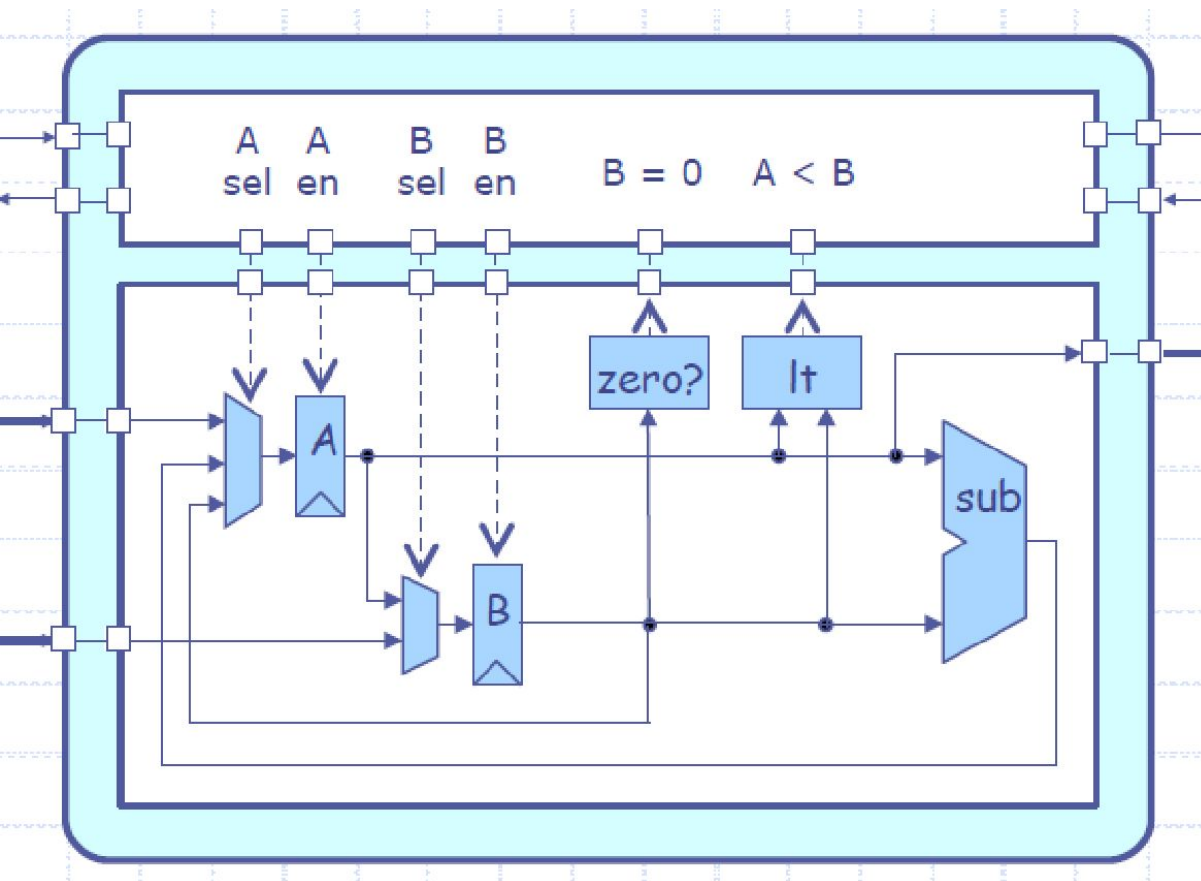 A A B B
sel en sel en
B = 0 A < B
zero? lt
A
sub
B